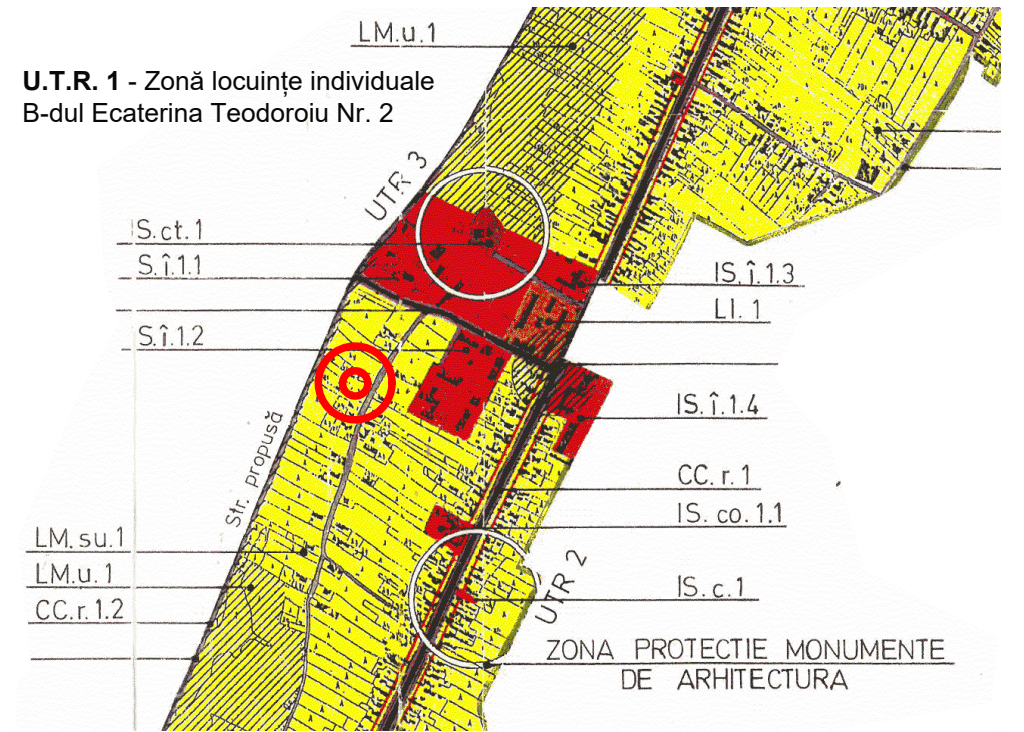 LM.u.1
U.T.R. 1 - Zonă locuințe individuale
B-dul Ecaterina Teodoroiu Nr. 2
UTR 3
IS.ct.1
S.î.1.1
IS.î.1.3
LI.1
S.î.1.2
IS.î.1.4
Str. propusă
CC.r.1
IS.co.1.1
LM.su.1
LM.u.1
CC.r.1.2
IS.c.1
UTR 2
ZONA PROTECTIE MONUMENTE
DE ARHITECTURA